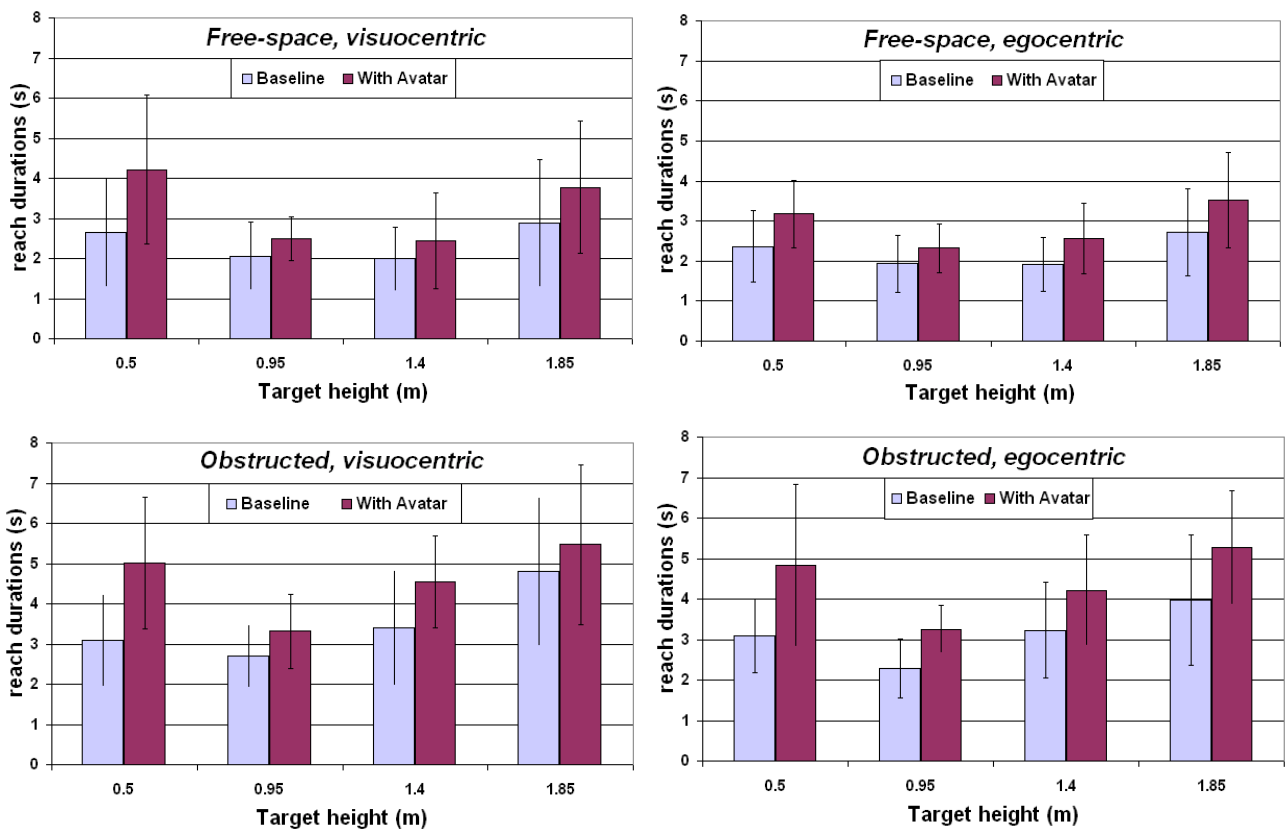 Free-space, visuocentric
Baseline With Avatar
reach durations (s)
8
7
6
5
4
3
2
1
0
0.5 0.95 1.4 1.85
Target height (m)
Free-space, egocentric
Baseline With Avatar
reach durations (s)
8
7
6
5
4
3
2
1
0
0.5 0.95 1.4 1.85
Target height (m)
Obstructed, visuocentric
Baseline With Avatar
reach durations (s)
8
7
6
5
4
3
2
1
0
0.5 0.95 1.4 1.85
Target height (m)
Obstructed, egocentric
Baseline With Avatar
reach durations (s)
8
7
6
5
4
3
2
1
0
0.5 0.95 1.4 1.85
Target height (m)